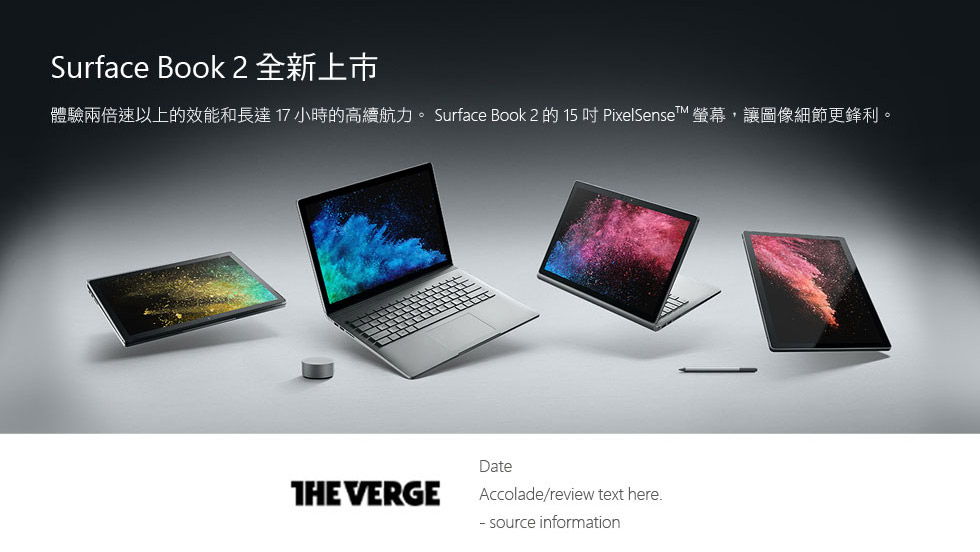 Surface Book 2 全新上市
體驗兩倍速以上的效能和長達 17 小時的高續航力。 Surface Book 2 的 15 吋 PixelSense™ 螢幕，讓圖像細節更鋒利。
THE VERGE
Date
Accolade/review text here.
- source information